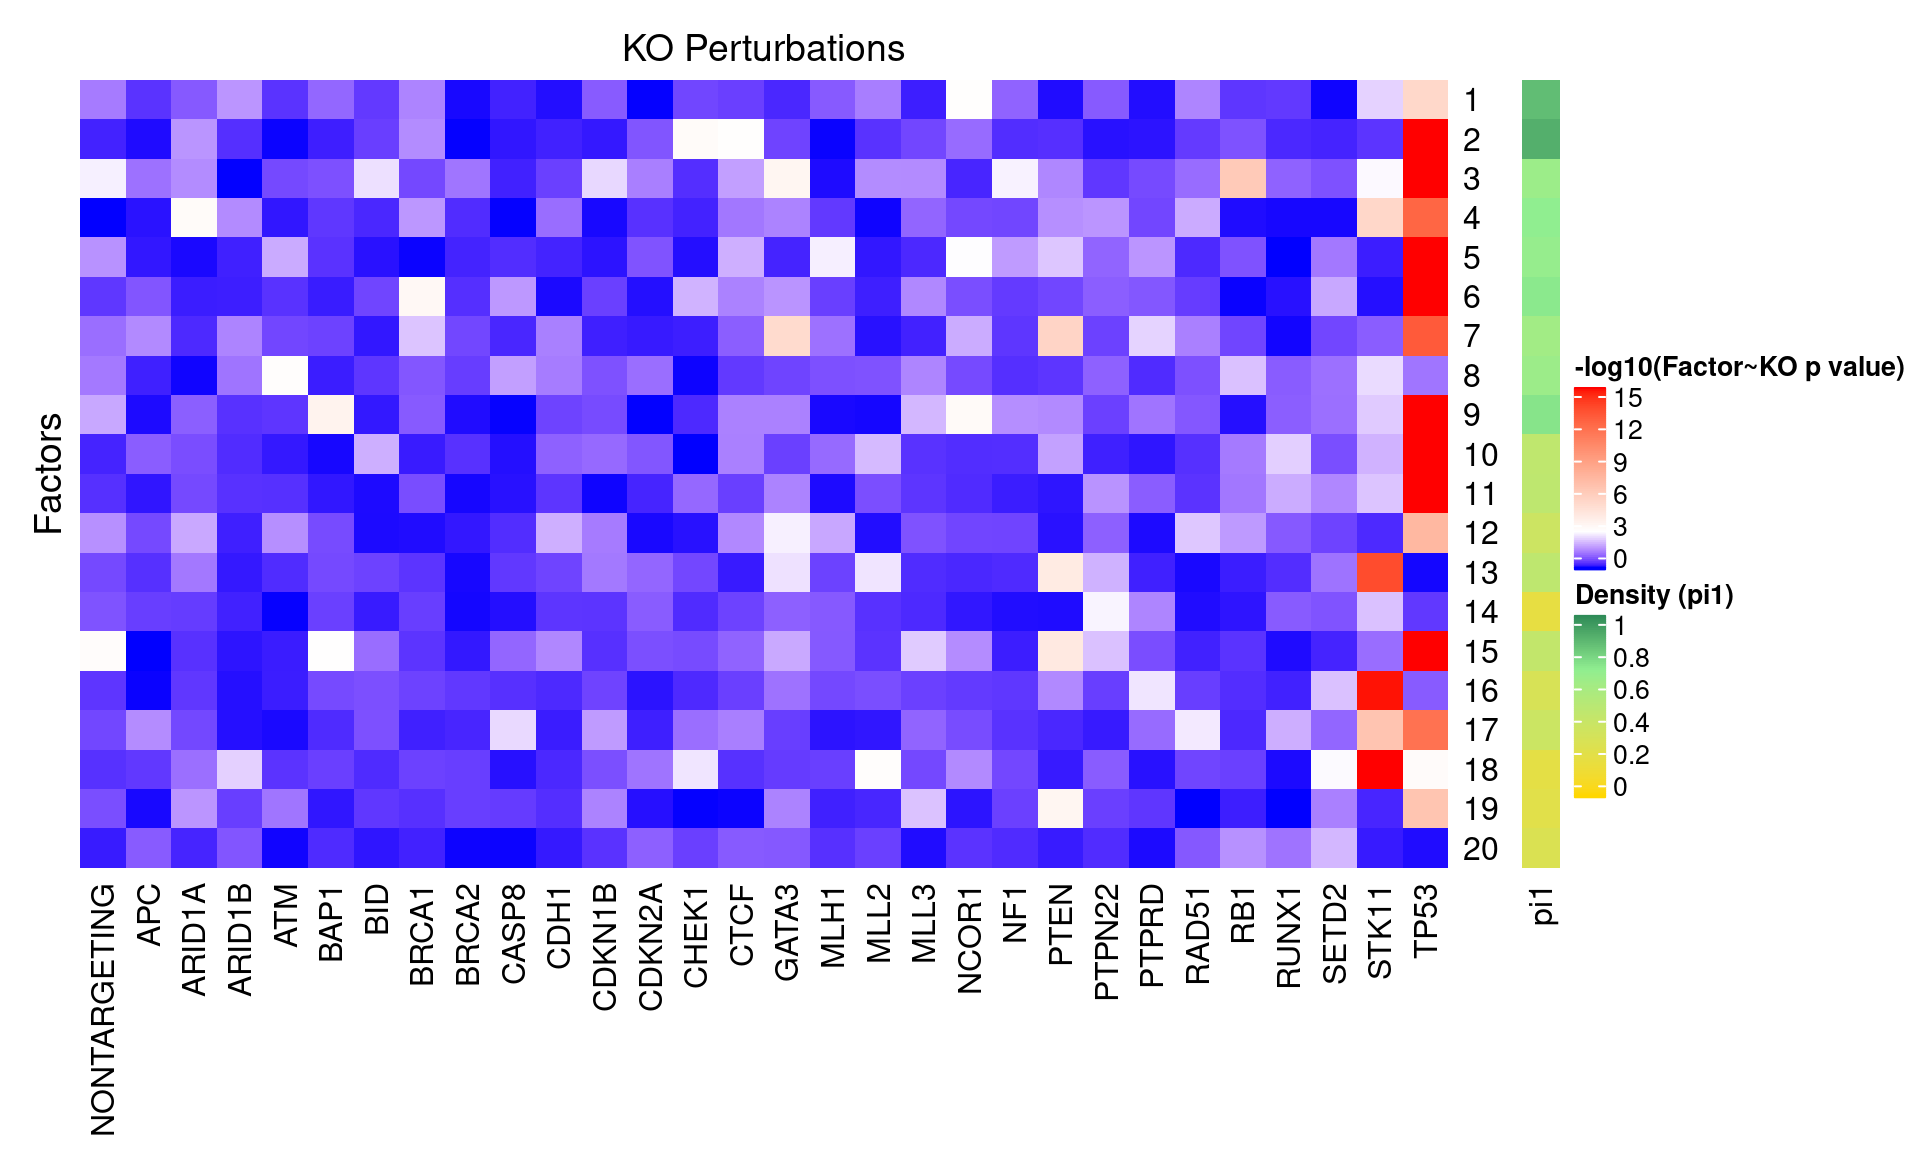 KO Perturbations
Factors
1
2
3
4
5
6
7
8
9
10
11
12
13
14
15
16
17
18
19
20
NONTARGETING
APC
ARID1A
ARID1B
ATM
BAP1
BID
BRCA1
BRCA2
CASP8
CDH1
CDKN1B
CDKN2A
CHEK1
CTCF
GATA3
MLH1
MLL2
MLL3
NCOR1
NF1
PTEN
PTPN22
PTPRD
RAD51
RB1
RUNX1
SETD2
STK11
TP53
pi1
-log10(Factor~KO p value)
15
12
9
6
3
0
Density (pi1)
1
0.8
0.6
0.4
0.2
0